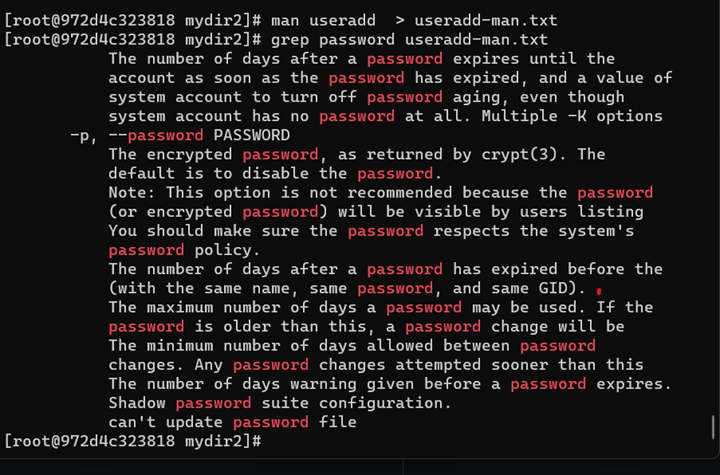 [root@972d4c323818 mydir2]# man useradd  > useradd-man.txt
[root@972d4c323818 mydir2]# grep password useradd-man.txt
The number of days after a password expires until the
account as soon as the password has expired, and a value of
system account to turn off password aging, even though
system account has no password at all. Multiple -K options
-p, --password PASSWORD
The encrypted password, as returned by crypt(3). The
default is to disable the password.
Note: This option is not recommended because the password
(or encrypted password) will be visible by users listing
You should make sure the password respects the system's
password policy.
The number of days after a password has expired before the
(with the same name, same password, and same GID).
The maximum number of days a password may be used. If the
password is older than this, a password change will be
The minimum number of days allowed between password
changes. Any password changes attempted sooner than this
The number of days warning given before a password expires.
Shadow password suite configuration.
can't update password file
[root@972d4c323818 mydir2]#